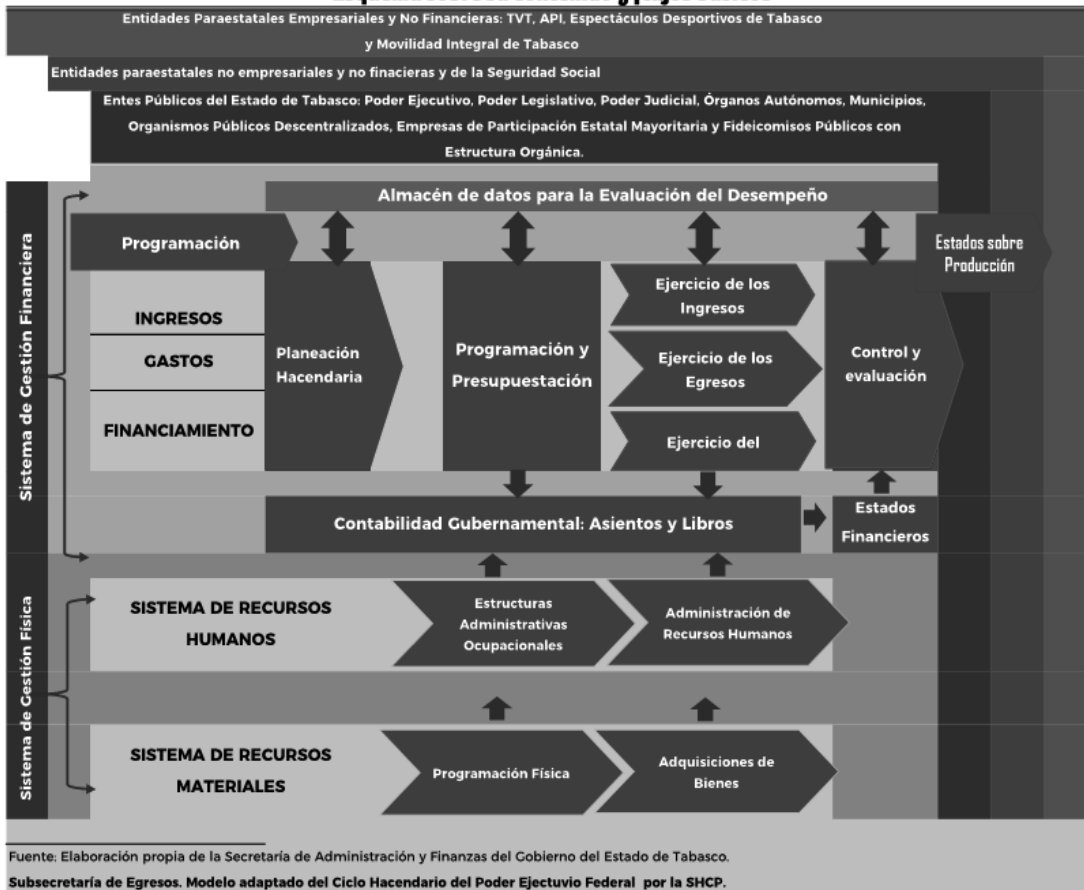 Entidades Paraestatales Empresariales y No Financieras: TVT, API, Espectáculos Desportivos de Tabasco
y Movilidad Integral de Tabasco
Entidades paraestatales no empresariales y no finacieras y de la Seguridad Social
Entes Públicos del Estado de Tabasco: Poder Ejecutivo, Poder Legislativo, Poder Judicial, Órganos Autónomos, Municipios,
Organismos Públicos Descentralizados, Empresas de Participación Estatal Mayoritaria y Fideicomisos Públicos con
Estructura Orgánica.
Sistema de Gestión Financiera
Almacén de datos para la Evaluación del Desempeño
Programación
Estados sobre
Producción
INGRESOS
GASTOS
FINANCIAMIENTO
Planeación
Hacendaria
Programación y
Presupuestación
Ejercicio de los
Ingresos
Ejercicio de los
Egresos
Ejercicio del
Control y
evaluación
Contabilidad Gubernamental: Asientos y Libros
Estados
Financieros
Sistema de Gestión Física
SISTEMA DE RECURSOS
HUMANOS
Estructuras
Administrativas
Ocupacionales
Administración de
Recursos Humanos
SISTEMA DE RECURSOS
MATERIALES
Programación Física
Adquisiciones de
Bienes
Fuente: Elaboración propia de la Secretaría de Administración y Finanzas del Gobierno del Estado de Tabasco.
Subsecretaría de Egresos. Modelo adaptado del Ciclo Hacendario del Poder Ejectuvio Federal por la SHCP.